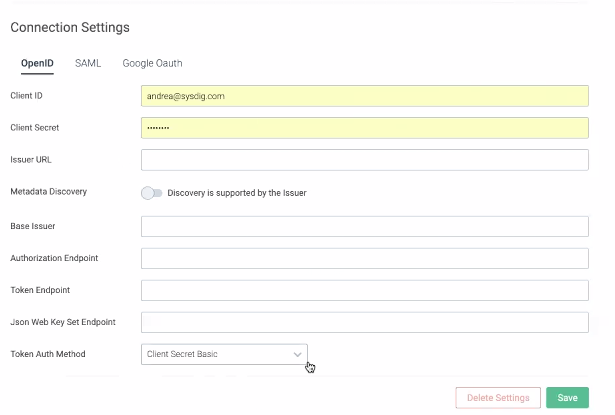 Connection Settings
OpenID SAML Google Oauth
Client ID andrea@sysdig.com
Client Secret ••••••••
Issuer URL
Metadata Discovery Discovery is supported by the Issuer
Base Issuer
Authorization Endpoint
Token Endpoint
Json Web Key Set Endpoint
Token Auth Method Client Secret Basic
Delete Settings Save